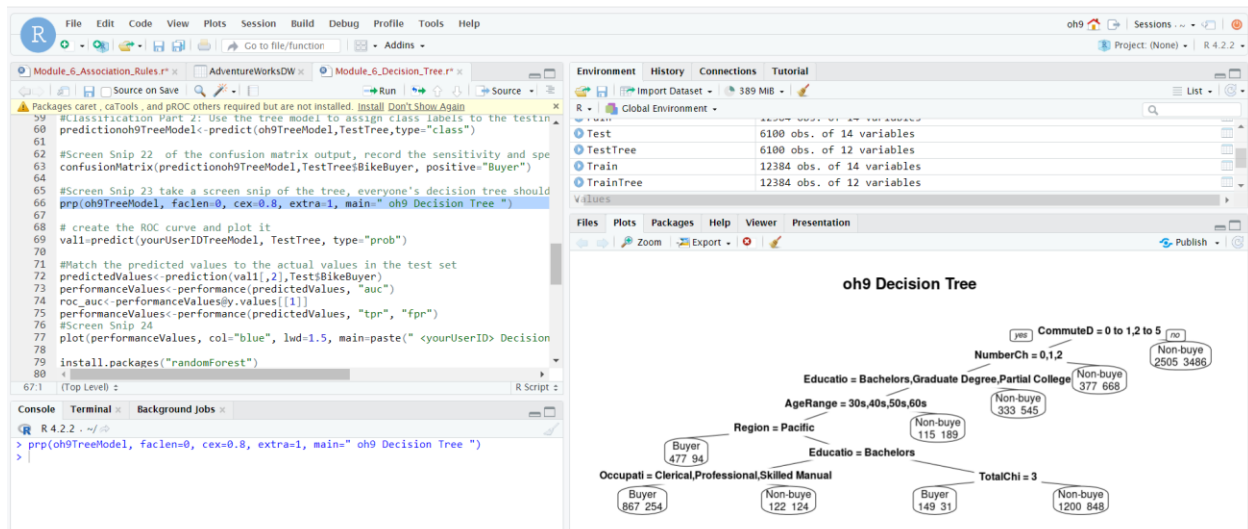 File Edit Code View Plots Session Build Debug Profile Tools Help
oh9 Sessions
R Go to file/function Addins
Project: (None) R 4.2.2
Module_6_Association_Rules.r* AdventureWorksDW Module_6_Decision_Tree.r*
Source on Save Run Source
Packages caret , caTools , and pROC others required but are not installed. Install Don't Show Again
59 #Classification Part 2: Use the tree model to assign class labels to the testin
60 predictionoh9TreeModel<-predict(oh9TreeModel,TestTree,type="class")
61
62 #Screen Snip 22 of the confusion matrix output, record the sensitivity and spe
63 confusionMatrix(predictionoh9TreeModel,TestTree$BikeBuyer, positive="Buyer")
64
65 #Screen Snip 23 take a screen snip of the tree, everyone's decision tree should
66 prp(oh9TreeModel, faclen=0, cex=0.8, extra=1, main=" oh9 Decision Tree ")
67
68 # create the ROC curve and plot it
69 val1=predict(yourUserIDTreeModel, TestTree, type="prob")
70
71 #Match the predicted values to the actual values in the test set
72 predictedValues<-prediction(val1[,2],Test$BikeBuyer)
73 performanceValues<-performance(predictedValues, "auc")
74 roc_auc<-performanceValues@y.values[[1]]
75 performanceValues<-performance(predictedValues, "tpr", "fpr")
76 #Screen Snip 24
77 plot(performanceValues, col="blue", lwd=1.5, main=paste(" <yourUserID> Decision
78
79 install.packages("randomForest")
80
67:1 (Top Level) R Script
Console Terminal Background Jobs
R 4.2.2 . ~/
> prp(oh9TreeModel, faclen=0, cex=0.8, extra=1, main=" oh9 Decision Tree ")
>
Environment History Connections Tutorial
Import Dataset 389 MiB List
R Global Environment
Test 6100 obs. of 14 variables
TestTree 6100 obs. of 12 variables
Train 12384 obs. of 14 variables
TrainTree 12384 obs. of 12 variables
Values
Files Plots Packages Help Viewer Presentation
Zoom Export Publish
oh9 Decision Tree
yes CommuteD = 0 to 1,2 to 5 no
NumberCh = 0,1,2
Non-buye
2505 3486
Educatio = Bachelors,Graduate Degree,Partial College
Non-buye
377 668
AgeRange = 30s,40s,50s,60s
Non-buye
333 545
Region = Pacific
Non-buye
115 189
Buyer
477 94
Educatio = Bachelors
Occupati = Clerical,Professional,Skilled Manual
TotalChi = 3
Buyer
867 254
Non-buye
122 124
Buyer
149 31
Non-buye
1200 848